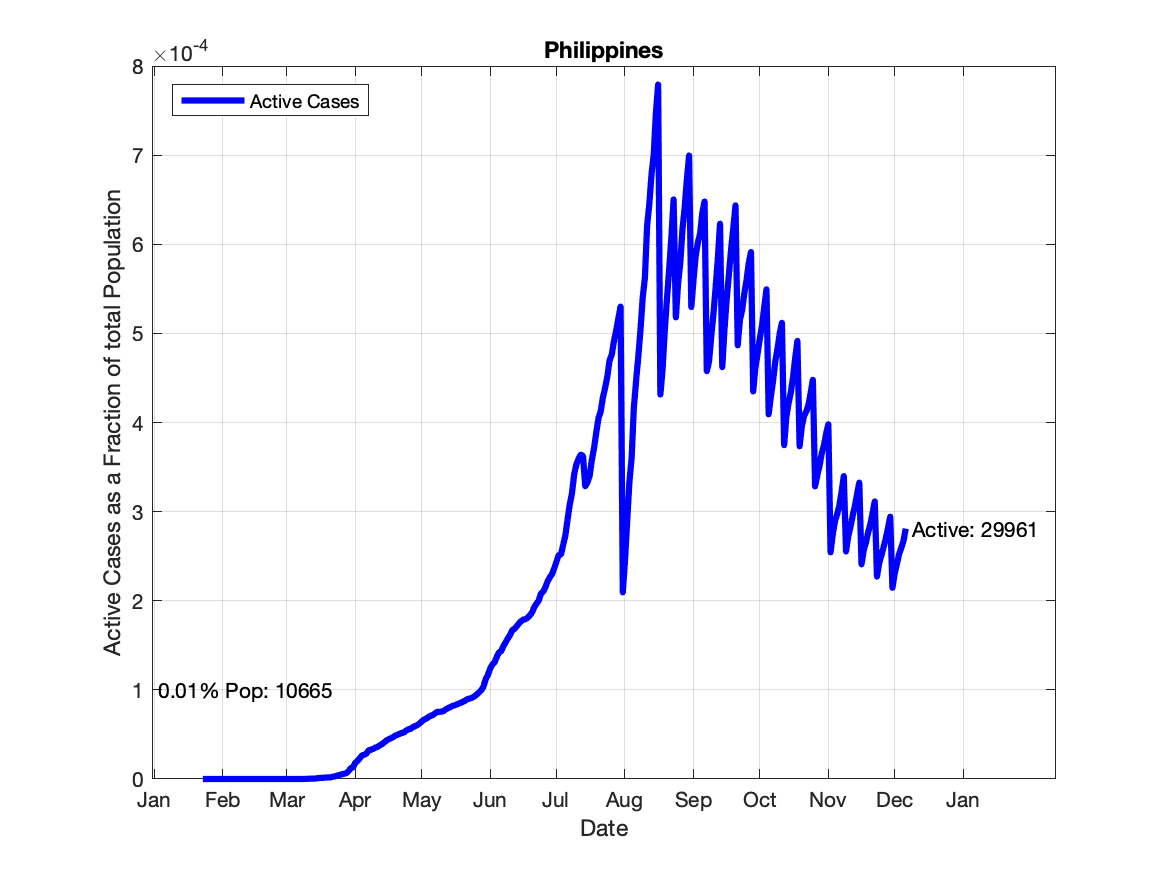 Philippines
×10-4
Active Cases
8
7
6
5
4
3
2
1
0
Active Cases as a Fraction of total Population
0.01% Pop: 10665
Active: 29961
Jan Feb Mar Apr May Jun Jul Aug Sep Oct Nov Dec Jan
Date